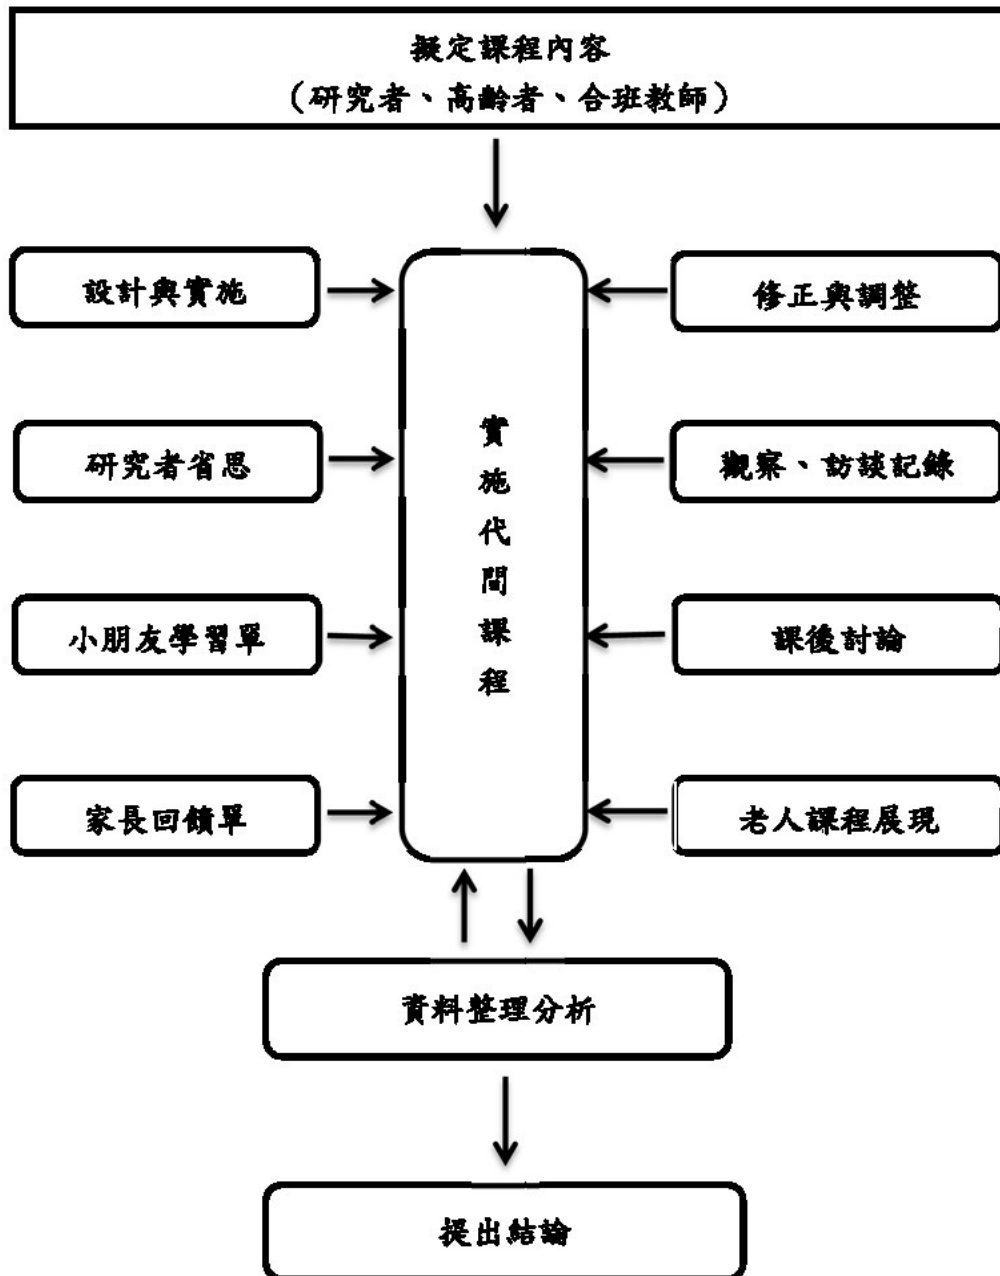 擬定課程內容
（研究者、高齡者、合班教師）
設計與實施
修正與調整
研究者省思
觀察、訪談記錄
實施代間課程
小朋友學習單
課後討論
家長回饋單
老人課程展現
資料整理分析
提出結論